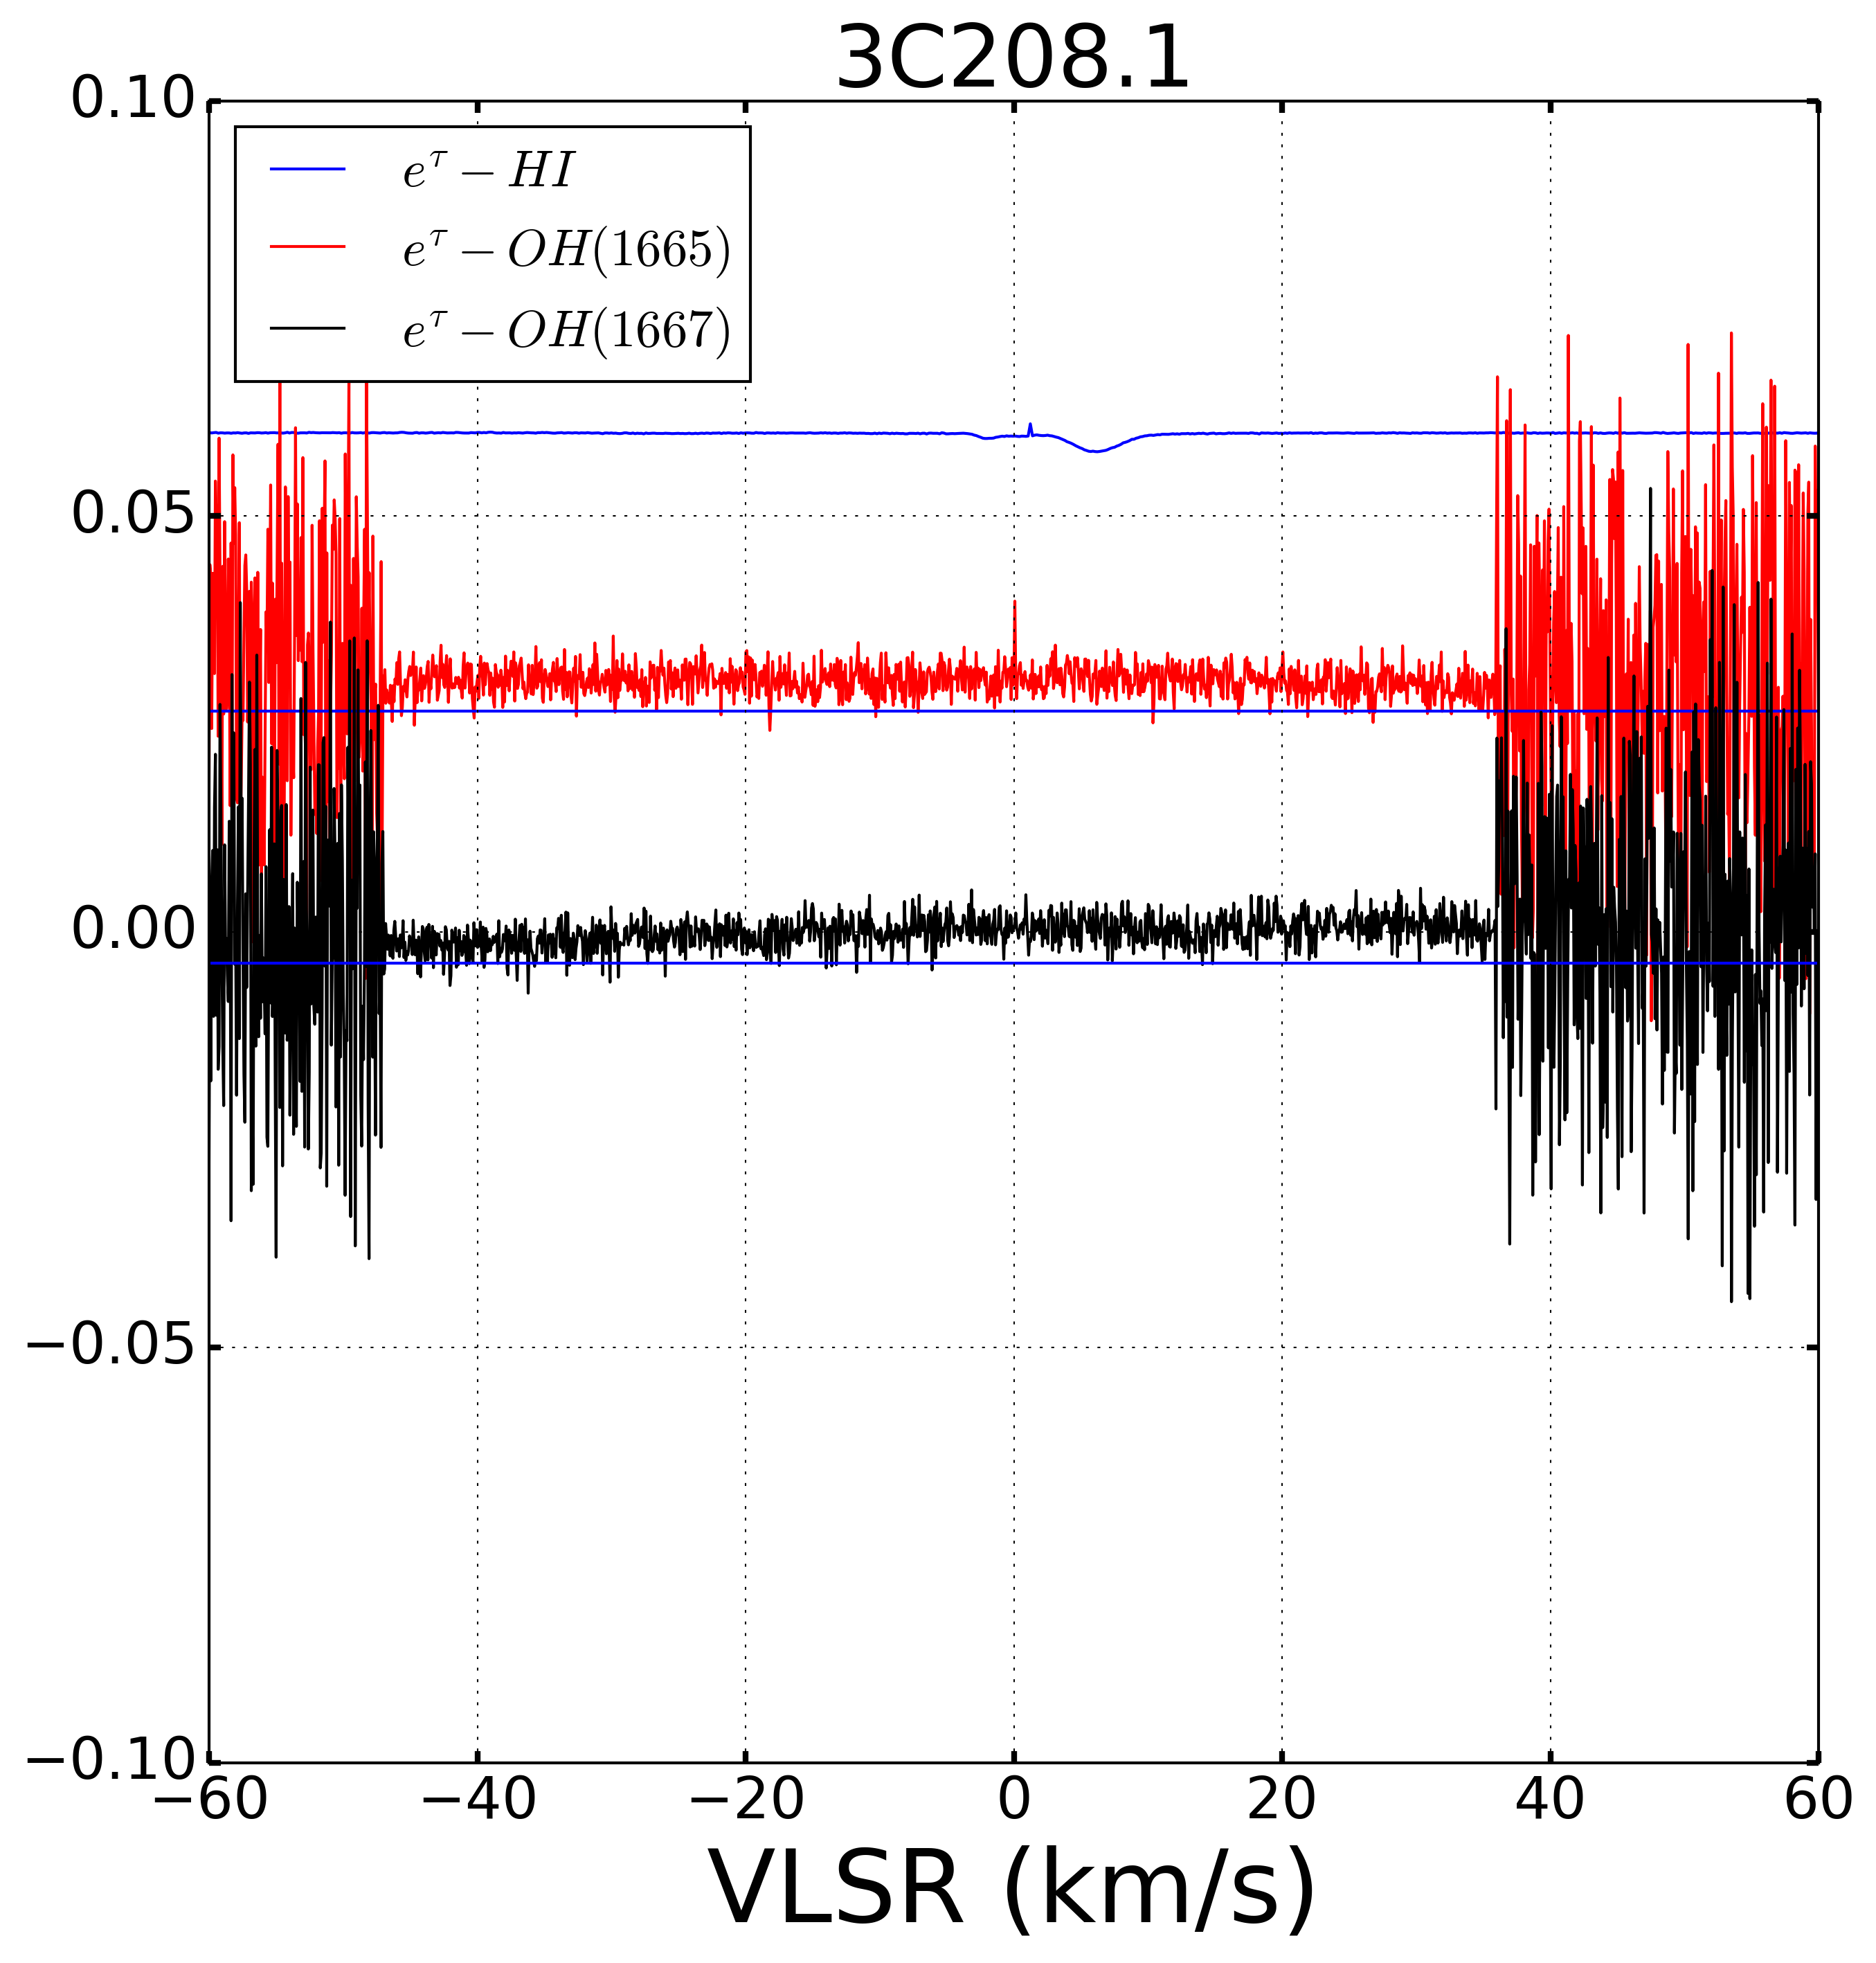 3C208.1
0.10
0.05
0.00
−0.05
−0.10
e^τ − HI
e^τ − OH(1665)
e^τ − OH(1667)
−60 −40 −20 0 20 40 60
VLSR (km/s)